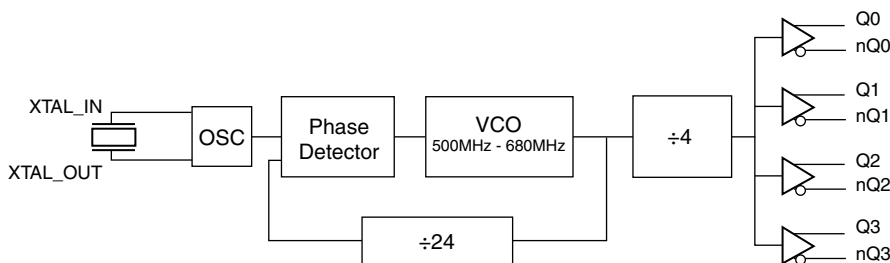 Q0
nQ0
XTAL_IN
XTAL_OUT
OSC
Phase
Detector
VCO
500MHz - 680MHz
÷4
Q1
nQ1
Q2
nQ2
÷24
Q3
nQ3